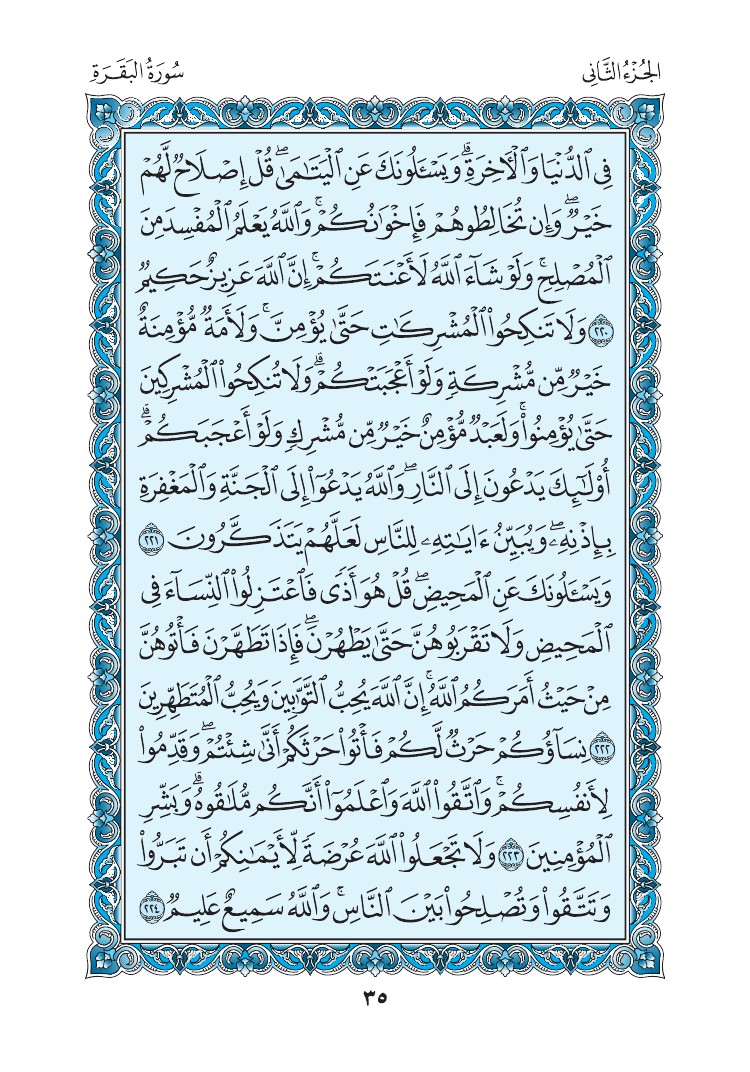 الجُزْءُ الثَّانِي
سُورَةُ البَقَرَةِ
فِي ٱلدُّنۡيَا وَٱلۡأٓخِرَةِۗ وَيَسۡـَٔلُونَكَ عَنِ ٱلۡيَتَٰمَىٰۖ قُلۡ إِصۡلَاحٞ لَّهُمۡ
خَيۡرٞۖ وَإِن تُخَالِطُوهُمۡ فَإِخۡوَٰنُكُمۡۚ وَٱللَّهُ يَعۡلَمُ ٱلۡمُفۡسِدَ مِنَ
ٱلۡمُصۡلِحِۚ وَلَوۡ شَآءَ ٱللَّهُ لَأَعۡنَتَكُمۡۚ إِنَّ ٱللَّهَ عَزِيزٌ حَكِيمٞ
٢٢٠ وَلَا تَنكِحُواْ ٱلۡمُشۡرِكَٰتِ حَتَّىٰ يُؤۡمِنَّۚ وَلَأَمَةٞ مُّؤۡمِنَةٌ
خَيۡرٞ مِّن مُّشۡرِكَةٖ وَلَوۡ أَعۡجَبَتۡكُمۡۗ وَلَا تُنكِحُواْ ٱلۡمُشۡرِكِينَ
حَتَّىٰ يُؤۡمِنُواْۚ وَلَعَبۡدٞ مُّؤۡمِنٌ خَيۡرٞ مِّن مُّشۡرِكٖ وَلَوۡ أَعۡجَبَكُمۡۗ
أُوْلَٰٓئِكَ يَدۡعُونَ إِلَى ٱلنَّارِۖ وَٱللَّهُ يَدۡعُوٓاْ إِلَى ٱلۡجَنَّةِ وَٱلۡمَغۡفِرَةِ
بِإِذۡنِهِۦۖ وَيُبَيِّنُ ءَايَٰتِهِۦ لِلنَّاسِ لَعَلَّهُمۡ يَتَذَكَّرُونَ ٢٢١
وَيَسۡـَٔلُونَكَ عَنِ ٱلۡمَحِيضِۖ قُلۡ هُوَ أَذٗى فَٱعۡتَزِلُواْ ٱلنِّسَآءَ فِي
ٱلۡمَحِيضِ وَلَا تَقۡرَبُوهُنَّ حَتَّىٰ يَطۡهُرۡنَۖ فَإِذَا تَطَهَّرۡنَ فَأۡتُوهُنَّ
مِنۡ حَيۡثُ أَمَرَكُمُ ٱللَّهُۚ إِنَّ ٱللَّهَ يُحِبُّ ٱلتَّوَّٰبِينَ وَيُحِبُّ ٱلۡمُتَطَهِّرِينَ
٢٢٢ نِسَآؤُكُمۡ حَرۡثٞ لَّكُمۡ فَأۡتُواْ حَرۡثَكُمۡ أَنَّىٰ شِئۡتُمۡۖ وَقَدِّمُواْ
لِأَنفُسِكُمۡۚ وَٱتَّقُواْ ٱللَّهَ وَٱعۡلَمُوٓاْ أَنَّكُم مُّلَٰقُوهُۗ وَبَشِّرِ
ٱلۡمُؤۡمِنِينَ ٢٢٣ وَلَا تَجۡعَلُواْ ٱللَّهَ عُرۡضَةٗ لِّأَيۡمَٰنِكُمۡ أَن تَبَرُّواْ
وَتَتَّقُواْ وَتُصۡلِحُواْ بَيۡنَ ٱلنَّاسِۚ وَٱللَّهُ سَمِيعٌ عَلِيمٞ ٢٢٤
٣٥